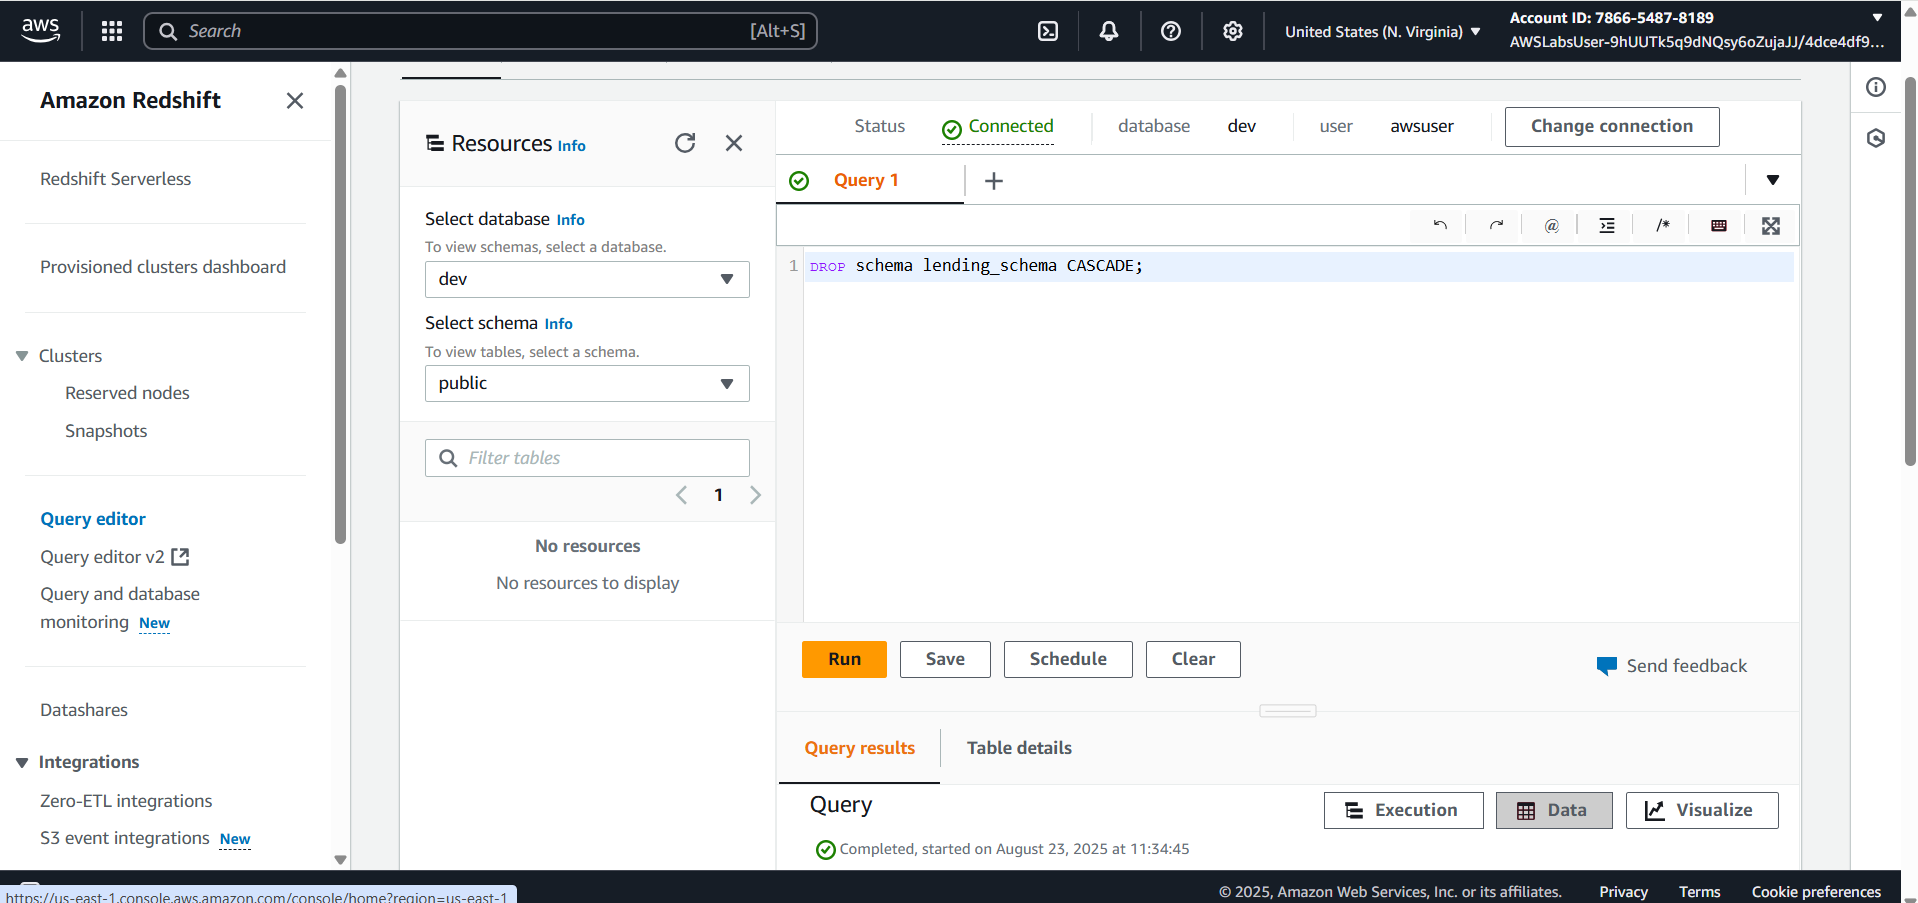 aws
Search
[Alt+S]
United States (N. Virginia)
Account ID: 7866-5487-8189
AWSLabsUser-9hUUTk5q9dNQsy6oZujaJJ/4dce4df9...
Amazon Redshift
Redshift Serverless
Provisioned clusters dashboard
Clusters
Reserved nodes
Snapshots
Query editor
Query editor v2
Query and database
monitoring New
Datashares
Integrations
Zero-ETL integrations
S3 event integrations New
Resources Info
Select database Info
To view schemas, select a database.
dev
Select schema Info
To view tables, select a schema.
public
Filter tables
1
No resources
No resources to display
Status
Connected
database
dev
user
awsuser
Change connection
Query 1
@
/*
1 DROP schema lending_schema CASCADE;
Run
Save
Schedule
Clear
Send feedback
Query results
Table details
Query
Execution
Data
Visualize
Completed, started on August 23, 2025 at 11:34:45
https://us-east-1.console.aws.amazon.com/console/home?region=us-east-1
© 2025, Amazon Web Services, Inc. or its affiliates.
Privacy
Terms
Cookie preferences